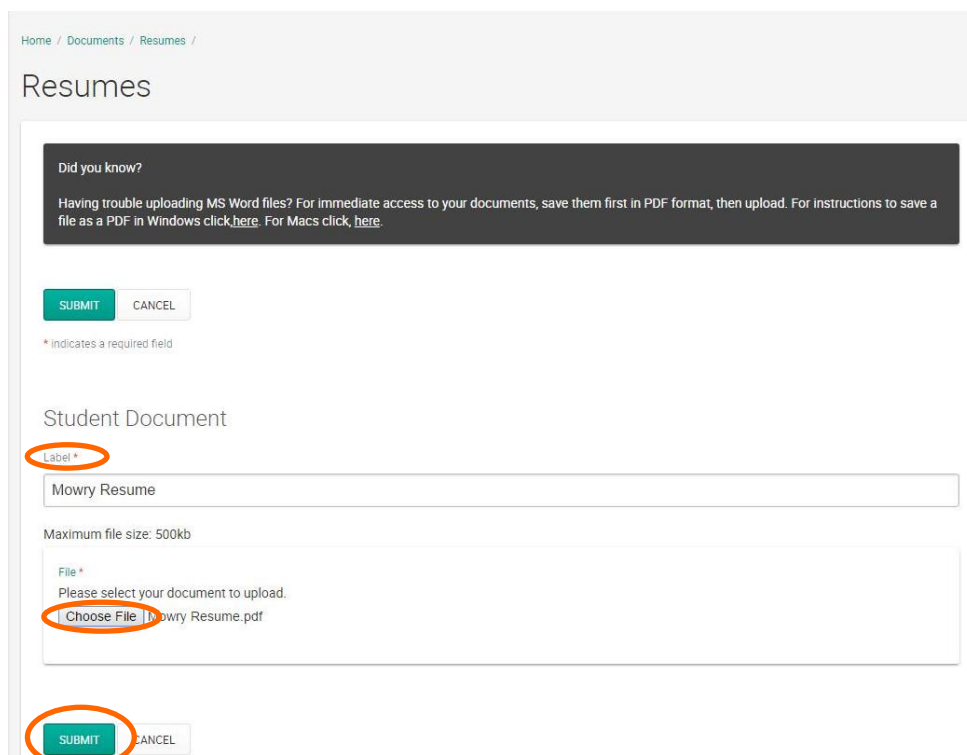 Home / Documents / Resumes /
Resumes
Did you know?
Having trouble uploading MS Word files? For immediate access to your documents, save them first in PDF format, then upload. For instructions to save a
file as a PDF in Windows click,here. For Macs click, here.
SUBMIT CANCEL
* indicates a required field
Student Document
Label *
Mowry Resume
Maximum file size: 500kb
File *
Please select your document to upload.
Choose File Mowry Resume.pdf
SUBMIT CANCEL